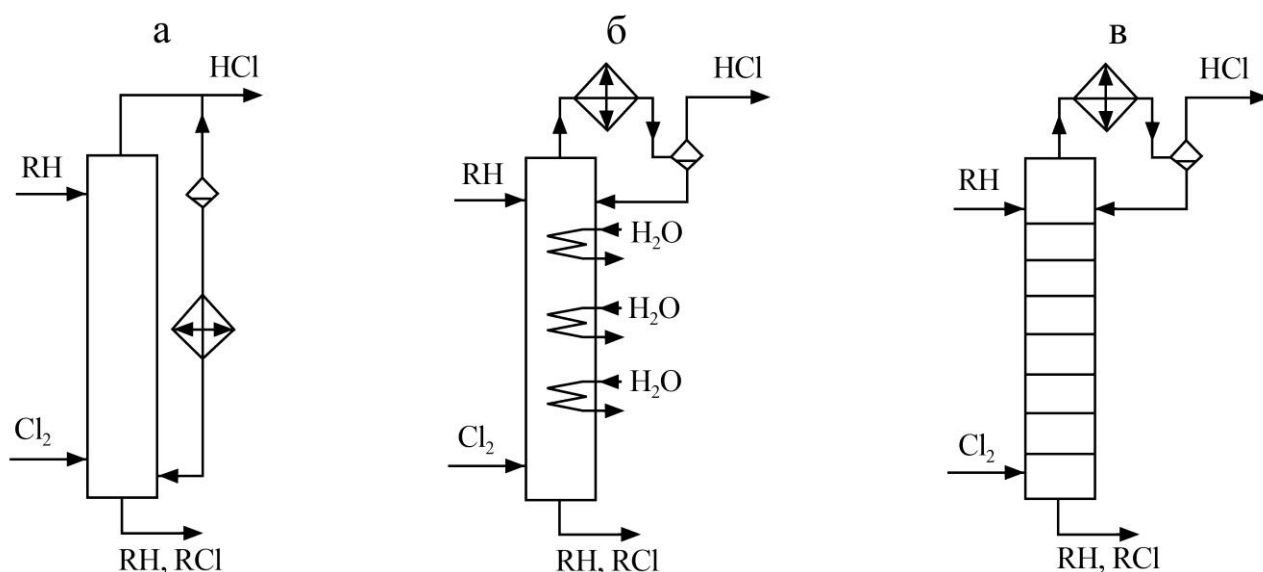 а
HCl
RH
Cl₂
RH, RCl
б
HCl
RH
H₂O
H₂O
H₂O
Cl₂
RH, RCl
в
HCl
RH
Cl₂
RH, RCl